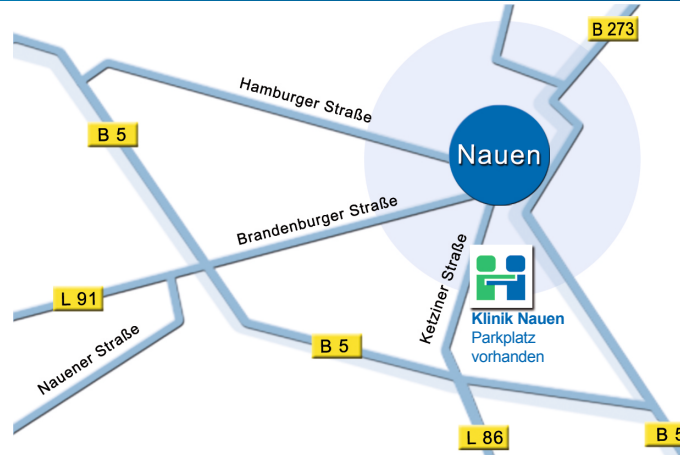 B 273
Hamburger Straße
B 5
Nauen
Brandenburger Straße
Ketziner Straße
L 91
Klinik Nauen
Parkplatz
vorhanden
Nauener Straße
B 5
L 86
B 5